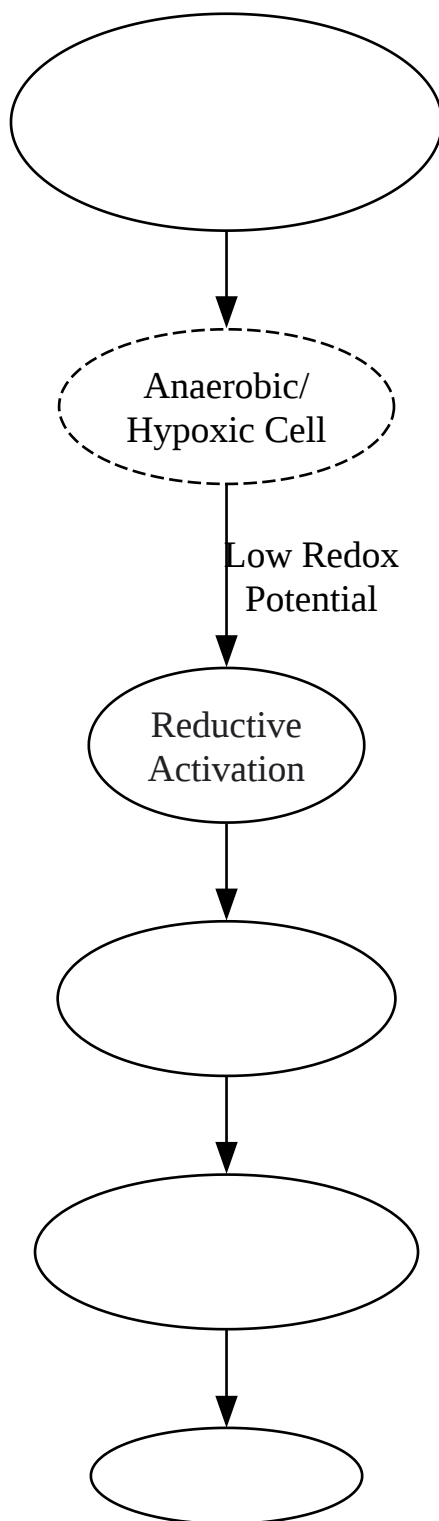 Anaerobic/
Hypoxic Cell
Low Redox
Potential
Reductive
Activation